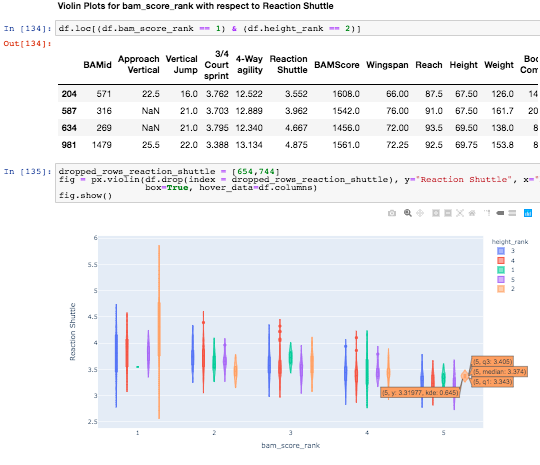 Violin Plots for bam_score_rank with respect to Reaction Shuttle
In [134]: df.loc[(df.bam_score_rank == 1) & (df.height_rank == 2)]
Out[134]:
BAMid Approach Vertical Vertical Jump 3/4 Court sprint 4-Way agility Reaction Shuttle BAMScore Wingspan Reach Height Weight
204 571 22.5 16.0 3.762 12.522 3.552 1608.0 66.00 87.5 67.50 126.0 14
587 316 NaN 21.0 3.703 12.889 3.962 1542.0 76.00 91.0 67.50 161.7 20
634 269 NaN 21.0 3.795 12.340 4.667 1456.0 72.00 93.5 69.50 138.0 8
981 1479 25.5 22.0 3.388 13.134 4.875 1561.0 72.25 92.5 69.75 153.8 8
In [135]: dropped_rows_reaction_shuttle = [654,744]
fig = px.violin(df.drop(index = dropped_rows_reaction_shuttle), y="Reaction Shuttle", x="
box=True, hover_data=df.columns)
fig.show()
height_rank
3
4
1
5
2
6
5.5
5
4.5
4
3.5
3
2.5
Reaction Shuttle
(5, q3: 3.405)
(5, median: 3.374)
(5, q1: 3.343)
(5, y: 3.31977, kde: 0.645)
1 2 3 4 5
bam_score_rank